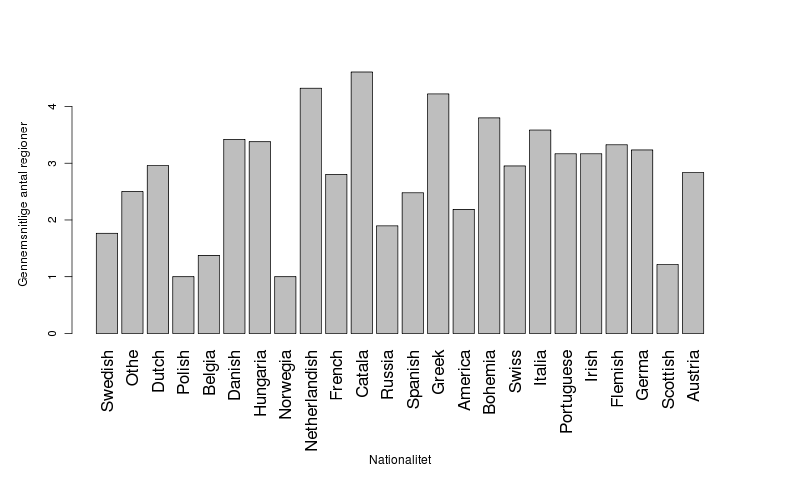 Gennemsnitlige antal regioner
4
3
2
1
0
Swedish
Othe
Dutch
Polish
Belgia
Danish
Hungaria
Norwegia
Netherlandish
French
Catala
Russia
Spanish
Greek
America
Bohemia
Swiss
Italia
Portuguese
Irish
Flemish
Germa
Scottish
Austria
Nationalitet